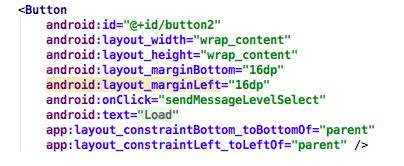 <Button
android:id="@+id/button2"
android:layout_width="wrap_content"
android:layout_height="wrap_content"
android:layout_marginBottom="16dp"
android:layout_marginLeft="16dp"
android:onClick="sendMessageLevelSelect"
android:text="Load"
app:layout_constraintBottom_toBottomOf="parent"
app:layout_constraintLeft_toLeftOf="parent" />